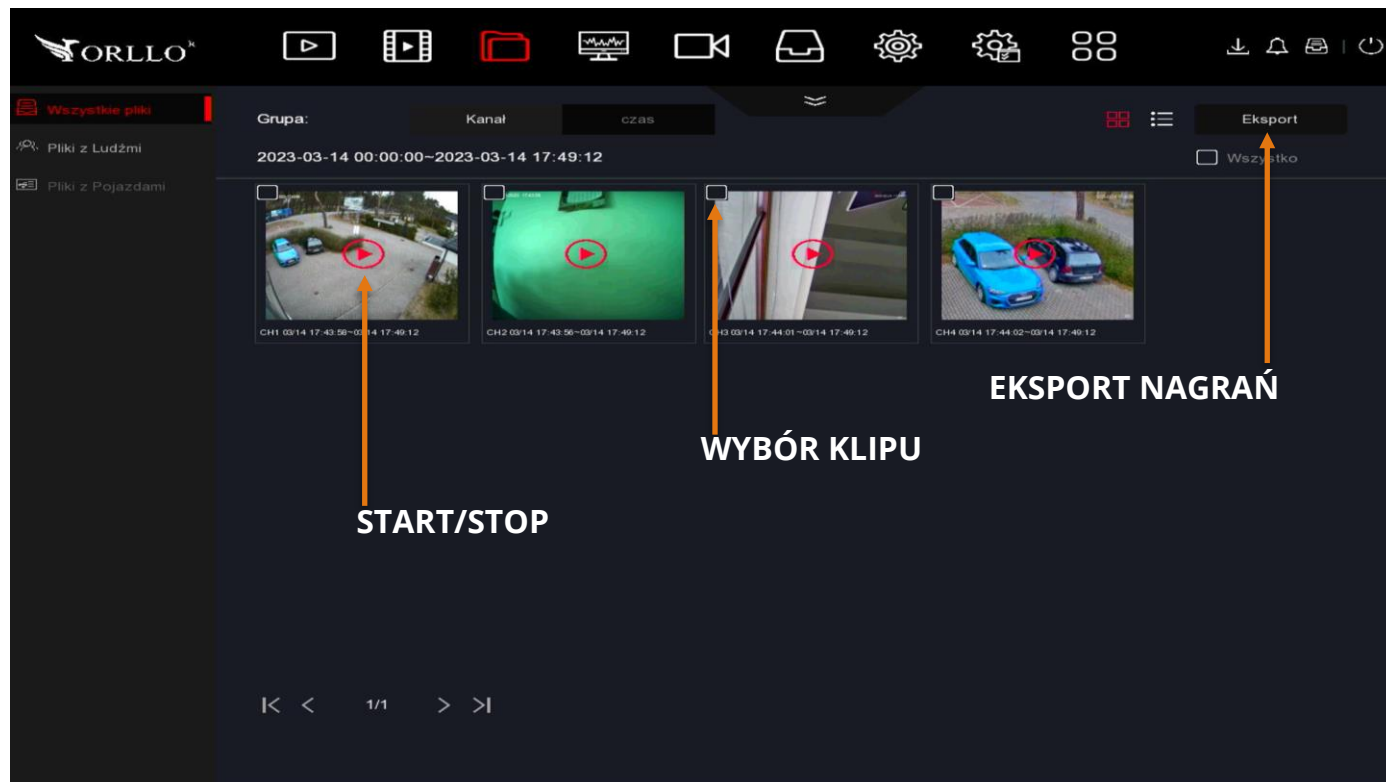 ORLLO
Wszystkie pliki
Pliki z Ludźmi
Pliki z Pojazdami
Grupa:
Kanał
czas
Eksport
2023-03-14 00:00:00~2023-03-14 17:49:12
Wszystko
CH1 03/14 17:43:58~03/14 17:49:12
CH2 03/14 17:43:56~03/14 17:49:12
CH3 03/14 17:44:01~03/14 17:49:12
CH4 03/14 17:44:02~03/14 17:49:12
EKSPORT NAGRAŃ
WYBÓR KLIPU
START/STOP
1/1